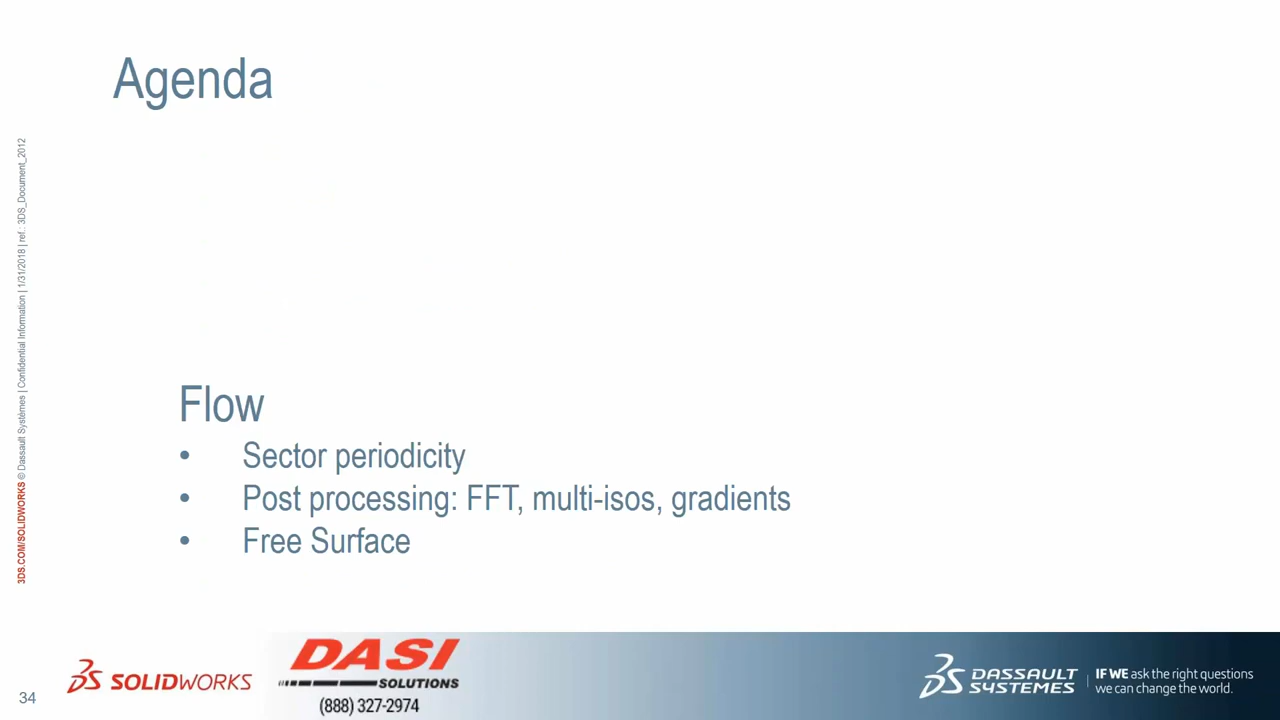 Agenda
3DS.COM/SOLIDWORKS © Dassault Systèmes | Confidential Information | 1/31/2018 | ref.: 3DS_Document_2012
Flow
• Sector periodicity
• Post processing: FFT, multi-isos, gradients
• Free Surface
34
SOLIDWORKS
DASI
SOLUTIONS
(888) 327-2974
DASSAULT
SYSTEMES
IF WE ask the right questions
we can change the world.